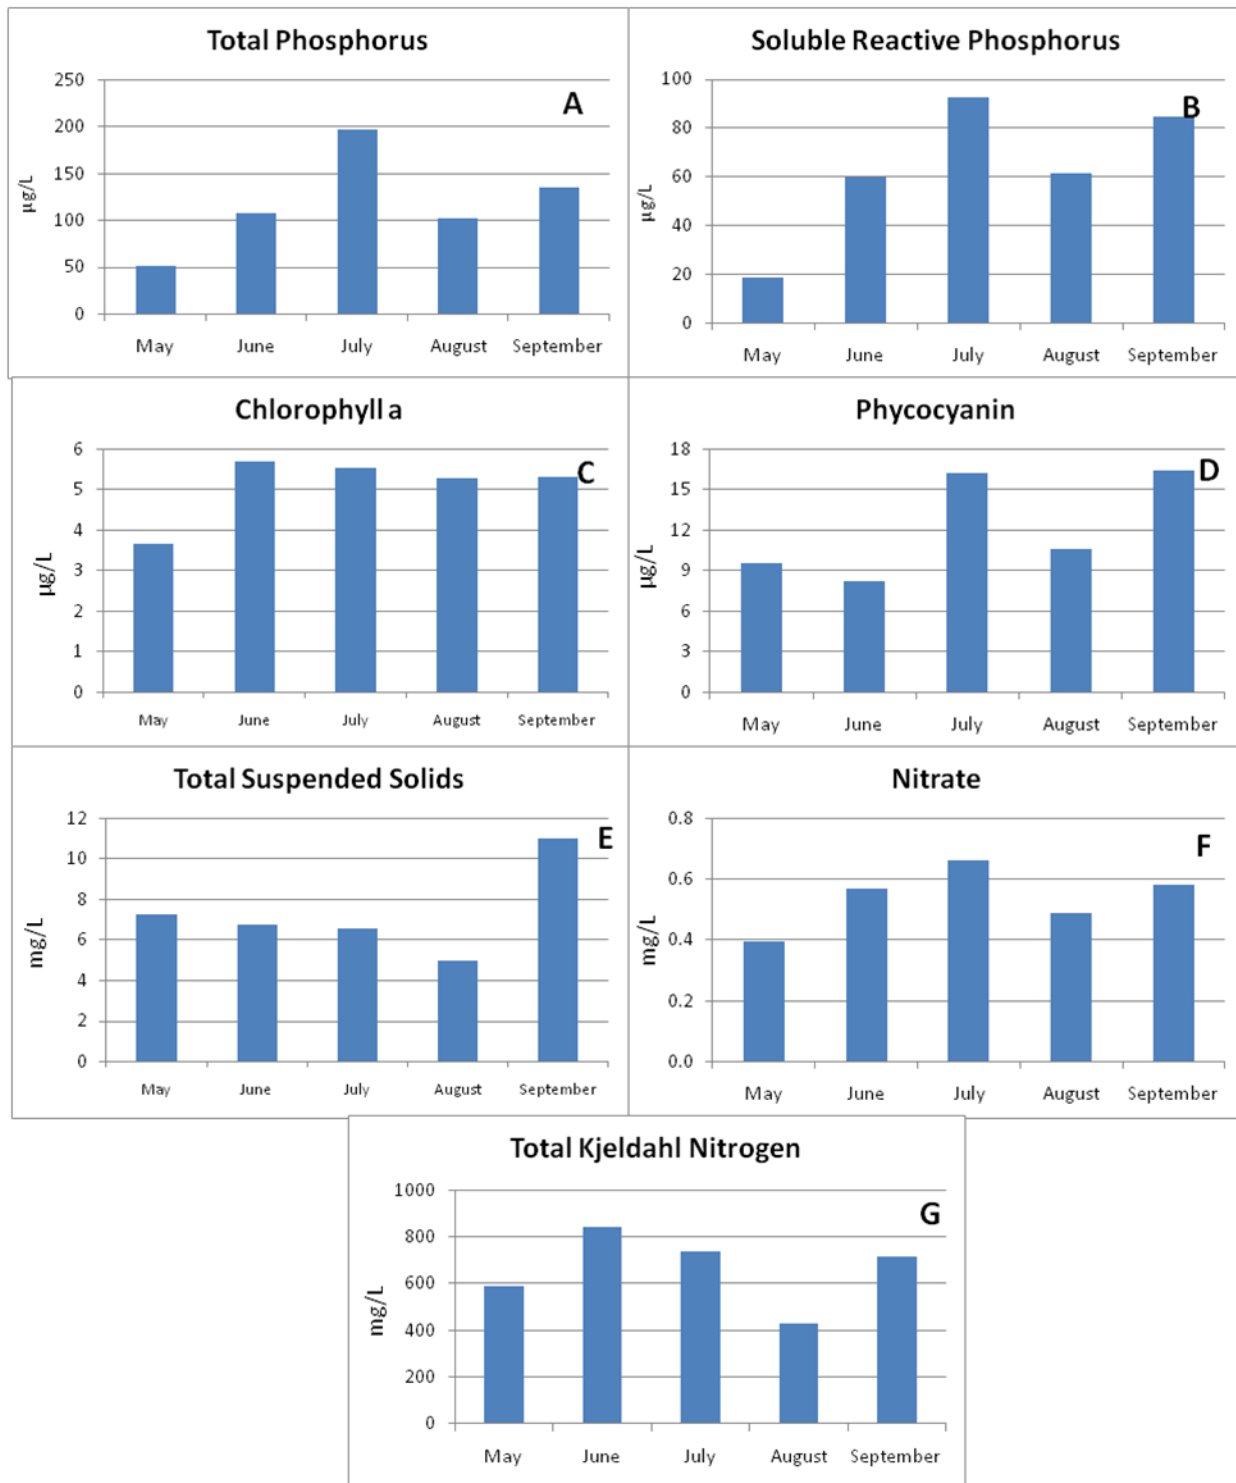 Total Phosphorus
A
µg/L
250
200
150
100
50
0
May June July August September
Soluble Reactive Phosphorus
B
µg/L
100
80
60
40
20
0
May June July August September
Chlorophyll a
C
µg/L
6
5
4
3
2
1
0
May June July August September
Phycocyanin
D
µg/L
18
15
12
9
6
3
0
May June July August September
Total Suspended Solids
E
mg/L
12
10
8
6
4
2
0
May June July August September
Nitrate
F
mg/L
0.8
0.6
0.4
0.2
0.0
May June July August September
Total Kjeldahl Nitrogen
G
mg/L
1000
800
600
400
200
0
May June July August September